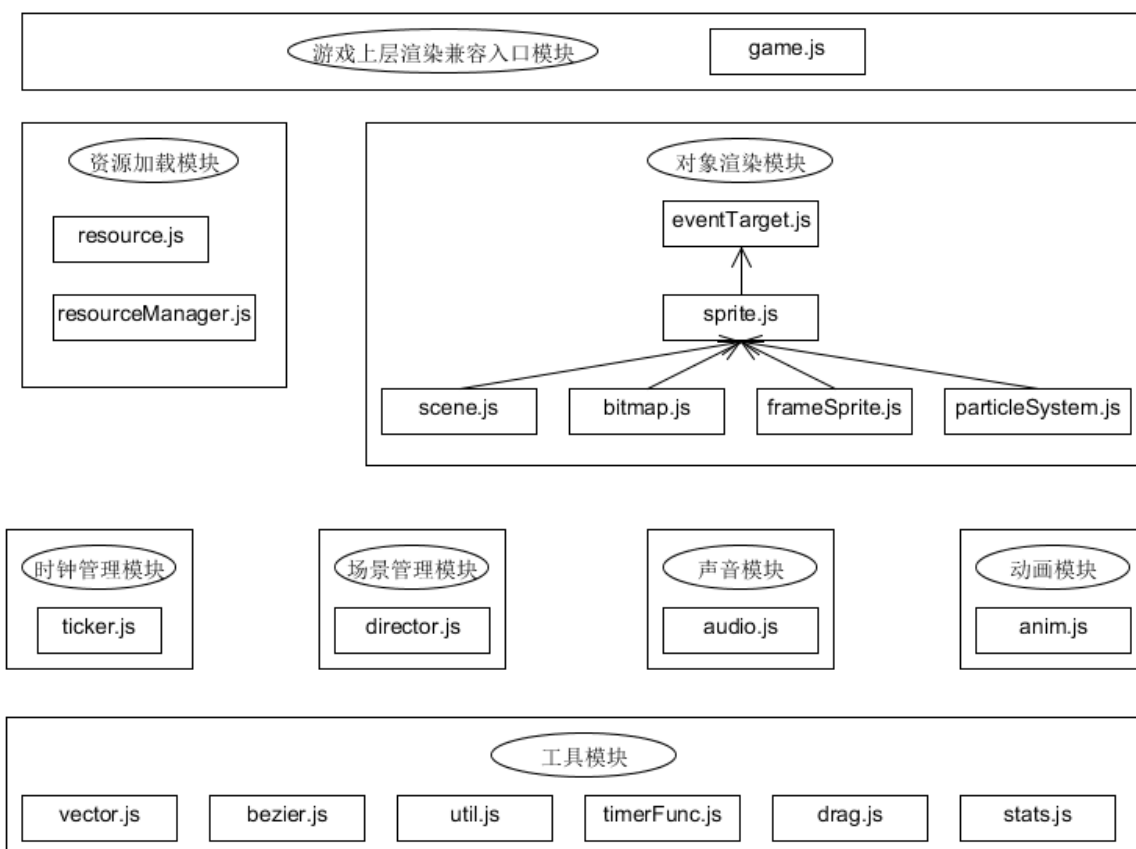 游戏上层渲染兼容入口模块
game.js
资源加载模块
resource.js
resourceManager.js
对象渲染模块
eventTarget.js
sprite.js
scene.js
bitmap.js
frameSprite.js
particleSystem.js
时钟管理模块
ticker.js
场景管理模块
director.js
声音模块
audio.js
动画模块
anim.js
工具模块
vector.js
bezier.js
util.js
timerFunc.js
drag.js
stats.js